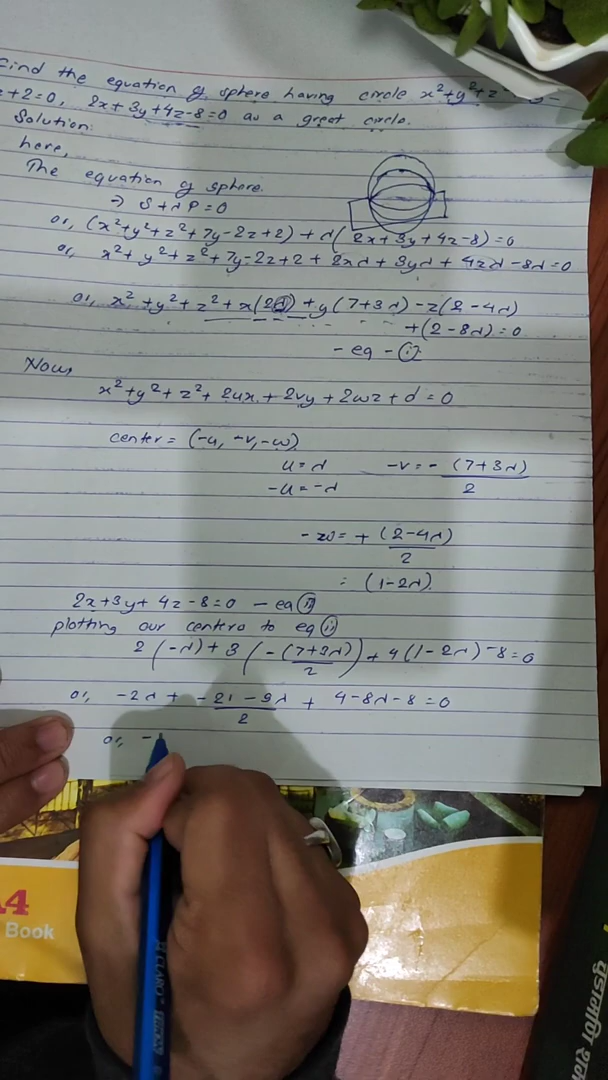 Find the equation of sphere having circle x²+y²+z²
z+2=0, 2x+3y+4z-8=0 as a great circle.
Solution:
here,
The equation of sphere.
→ S+λP=0
or, (x²+y²+z²+7y-2z+2)+λ(2x+3y+4z-8)=0
or, x²+y²+z²+7y-2z+2+2xλ+3yλ+4zλ-8λ=0
or, x²+y²+z²+x(2λ)+y(7+3λ)-z(2-4λ)
+(2-8λ)=0
- eq - (i)
Now,
x²+y²+z²+2ux+2vy+2wz+d=0
center = (-u, -v, -w)
u=λ -v=-(7+3λ)/2
-u=-λ
-w=+(2-4λ)/2
= (1-2λ).
2x+3y+4z-8=0 - eq (ii)
plotting our centero to eq (i)
2(-λ)+3(-(7+3λ)/2)+4(1-2λ)-8=0
or, -2λ + -21-9λ/2 + 4-8λ-8=0
or, -
A4
Book